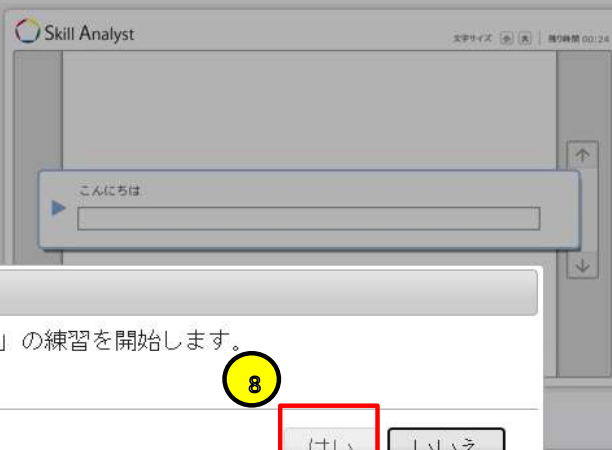 Skill Analyst
文字サイズ 小 大 | 残り時間 00:24
こんにちは
」の練習を開始します。
8
はい いいえ